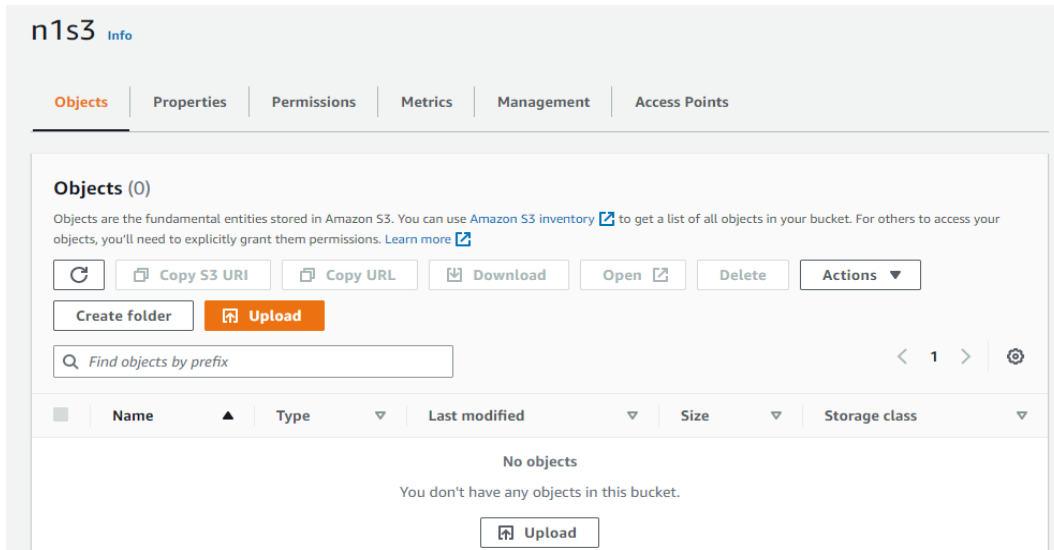 n1s3 Info
Objects Properties Permissions Metrics Management Access Points
Objects (0)
Objects are the fundamental entities stored in Amazon S3. You can use Amazon S3 inventory to get a list of all objects in your bucket. For others to access your
objects, you'll need to explicitly grant them permissions. Learn more
Copy S3 URI Copy URL Download Open Delete Actions
Create folder Upload
Find objects by prefix 1
Name Type Last modified Size Storage class
No objects
You don't have any objects in this bucket.
Upload